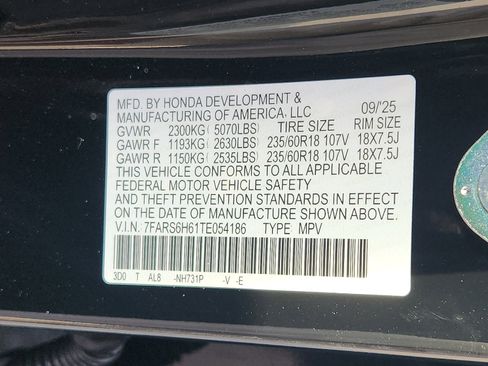 MFD. BY HONDA DEVELOPMENT &
MANUFACTURING OF AMERICA, LLC 09/'25
GVWR 2300KG( 5070LBS) TIRE SIZE RIM SIZE
GAWR F 1193KG( 2630LBS) 235/60R18 107V 18X7.5J
GAWR R 1150KG( 2535LBS) 235/60R18 107V 18X7.5J
THIS VEHICLE CONFORMS TO ALL APPLICABLE
FEDERAL MOTOR VEHICLE SAFETY
AND THEFT PREVENTION STANDARDS IN EFFECT
ON THE DATE OF MANUFACTURE SHOWN ABOVE.
V.I.N. 7FARS6H61TE054186 TYPE MPV
3D0 T AL8 -NH731P -V -E